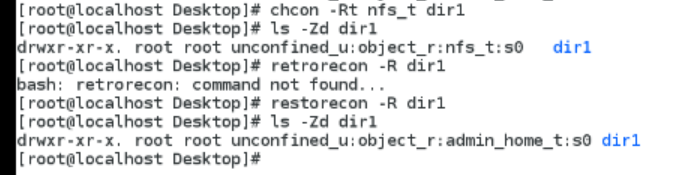 [root@localhost Desktop]# chcon -Rt nfs_t dir1
[root@localhost Desktop]# ls -Zd dir1
drwxr-xr-x. root root unconfined_u:object_r:nfs_t:s0   dir1
[root@localhost Desktop]# retrorecon -R dir1
bash: retrorecon: command not found...
[root@localhost Desktop]# restorecon -R dir1
[root@localhost Desktop]# ls -Zd dir1
drwxr-xr-x. root root unconfined_u:object_r:admin_home_t:s0 dir1
[root@localhost Desktop]#